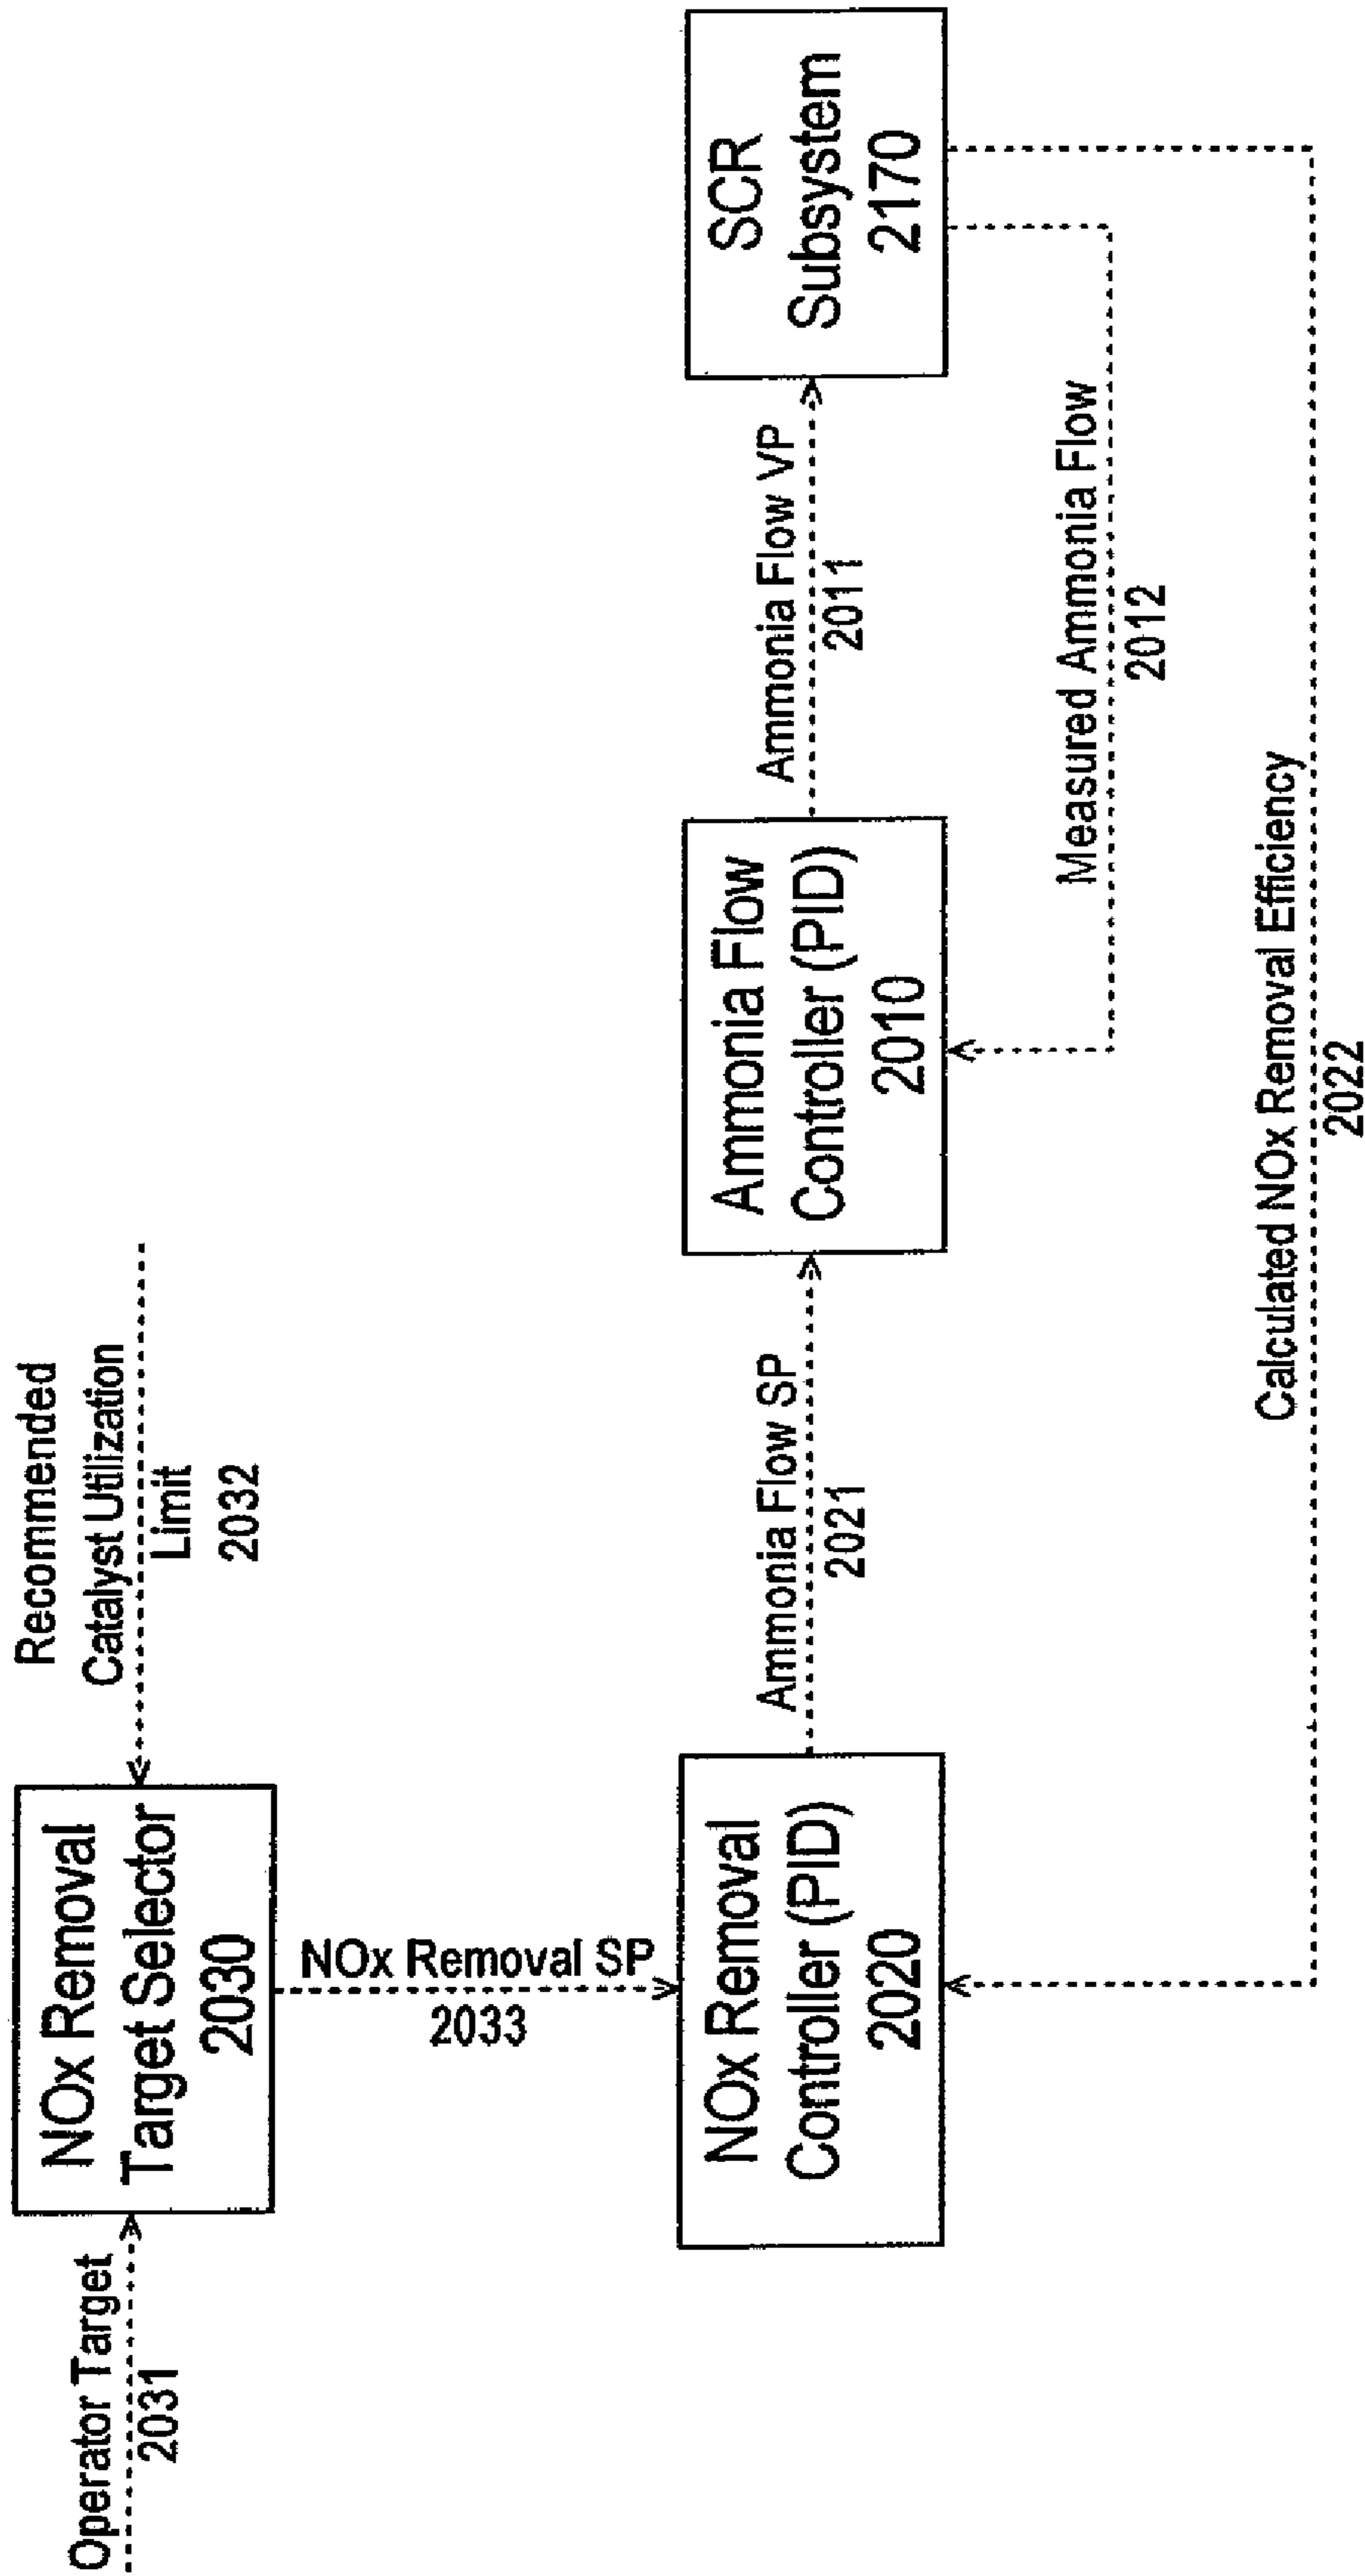 Operator Target
2031
NOx Removal
Target Selector
2030
Recommended
Catalyst Utilization
Limit
2032
NOx Removal SP
2033
NOx Removal
Controller (PID)
2020
Ammonia Flow SP
2021
Ammonia Flow
Controller (PID)
2010
Ammonia Flow VP
2011
SCR
Subsystem
2170
Measured Ammonia Flow
2012
Calculated NOx Removal Efficiency
2022